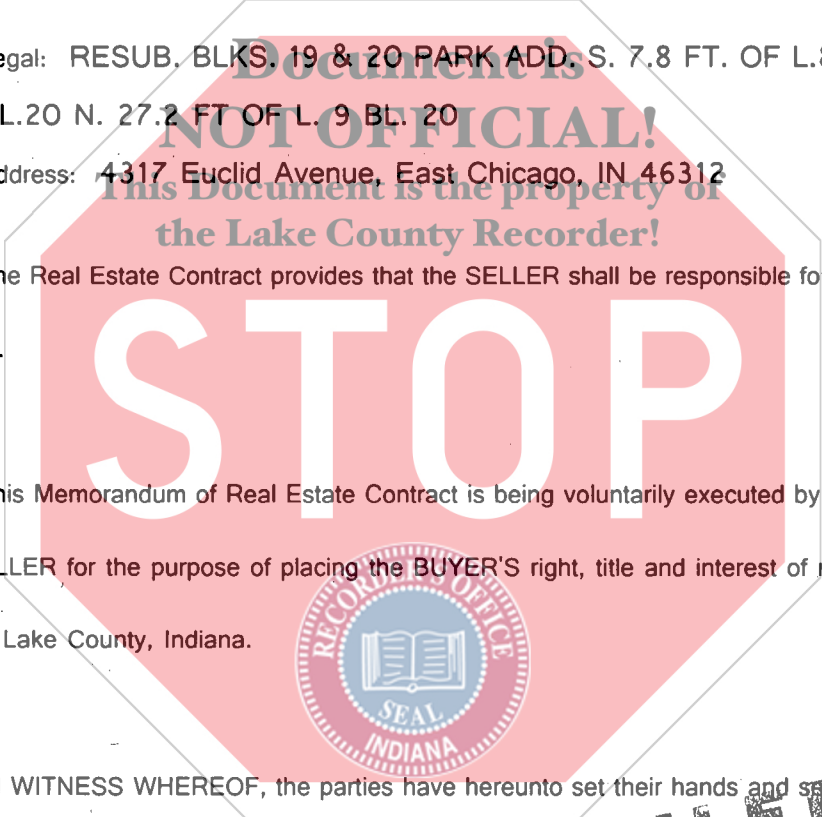 egal: RESUB. BLKS. 19 & 20 PARK ADD. S. 7.8 FT. OF L.8
Document is
L.20 N. 27.2 FT OF L. 9 BL. 20
NOT OFFICIAL!
ddress: 4317 Euclid Avenue, East Chicago, IN 46312
This Document is the property of
the Lake County Recorder!
ne Real Estate Contract provides that the SELLER shall be responsible fo
STOP
his Memorandum of Real Estate Contract is being voluntarily executed by
LLER for the purpose of placing the BUYER'S right, title and interest of
Lake County, Indiana.
RECORDER'S OFFICE
SEAL
INDIANA
WITNESS WHEREOF, the parties have hereunto set their hands and se